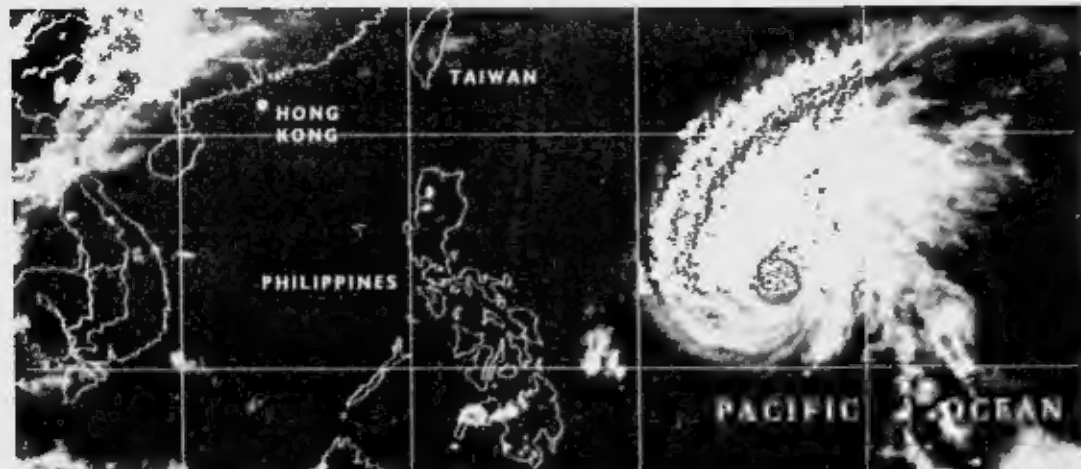 TAIWAN
HONG
KONG
PHILIPPINES
PACIFIC OCEAN